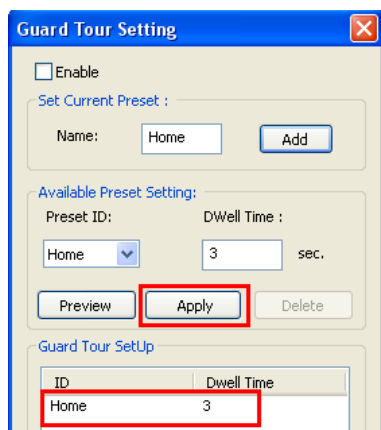 Guard Tour Setting
Enable
Set Current Preset :
Name: Home Add
Available Preset Setting:
Preset ID: DWell Time :
Home 3 sec.
Preview Apply Delete
Guard Tour SetUp
ID Dwell Time
Home 3